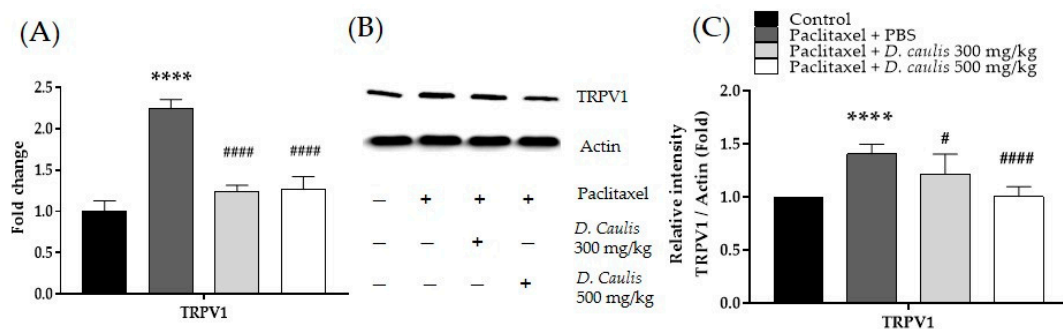 (A)
Fold change
2.5
2.0
1.5
1.0
0.5
0.0
****
####
####
TRPV1
(B)
TRPV1
Actin
Paclitaxel
– + + +
D. Caulis
300 mg/kg
– – + –
D. Caulis
500 mg/kg
– – – +
(C)
Control
Paclitaxel + PBS
Paclitaxel + D. caulis 300 mg/kg
Paclitaxel + D. caulis 500 mg/kg
Relative intensity
TRPV1 / Actin (Fold)
2.0
1.5
1.0
0.5
0.0
****
#
####
TRPV1